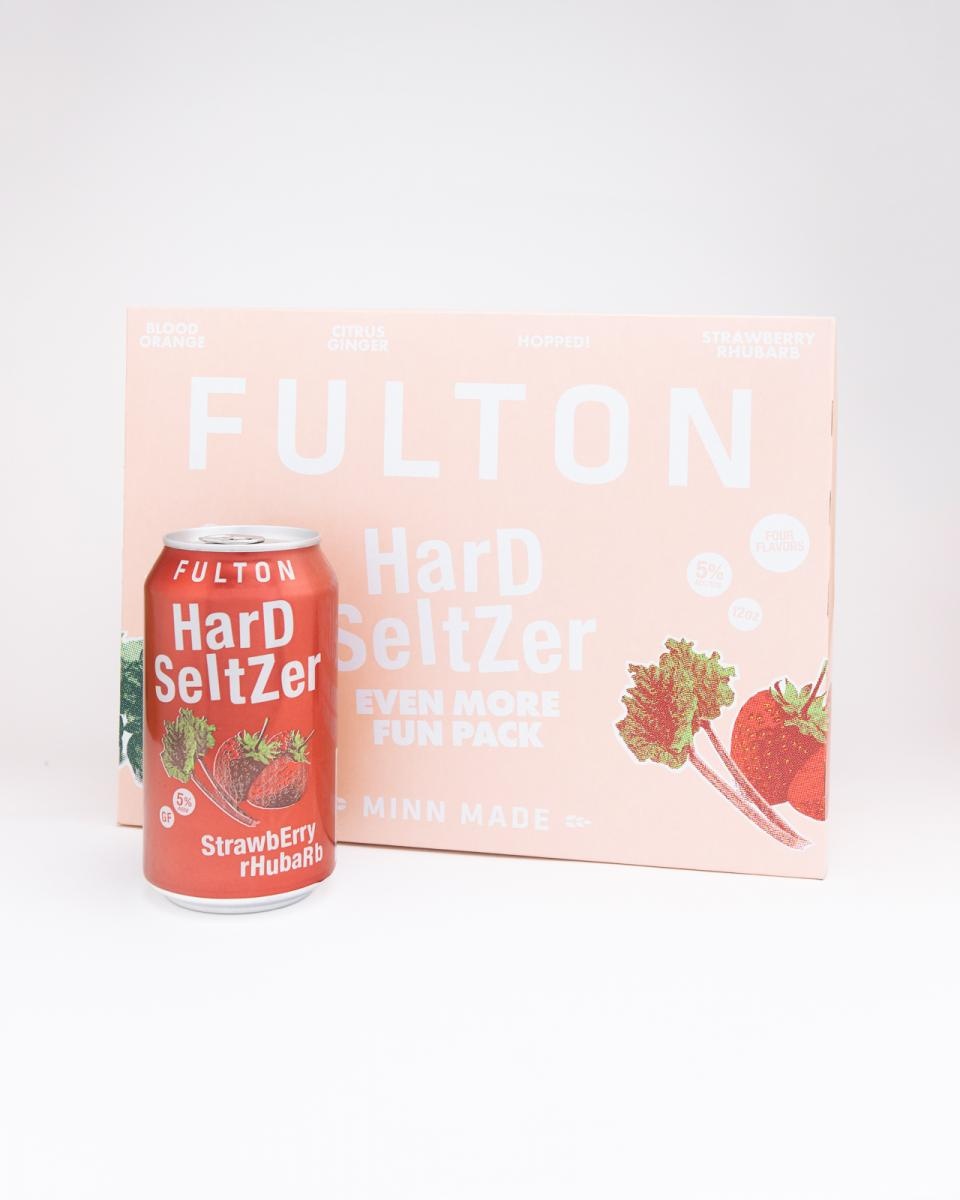 BLOOD
ORANGE
CITRUS
GINGER
HOPPED!
STRAWBERRY
RHUBARB
FULTON
HarD
SeltZer
EVEN MORE
FUN PACK
MINN MADE
FOUR
FLAVORS
5%
12oz
FULTON
HarD
SeltZer
5%
GF
StrawbErry
rHubaRb